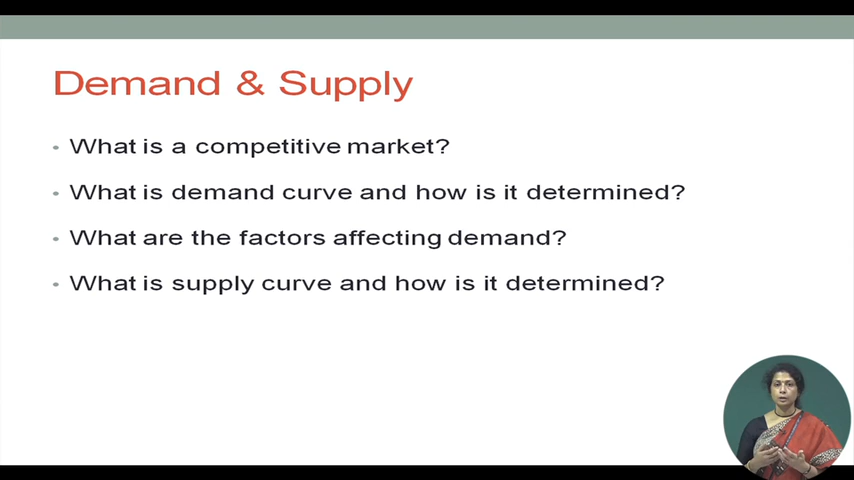 Demand & Supply
• What is a competitive market?
• What is demand curve and how is it determined?
• What are the factors affecting demand?
• What is supply curve and how is it determined?